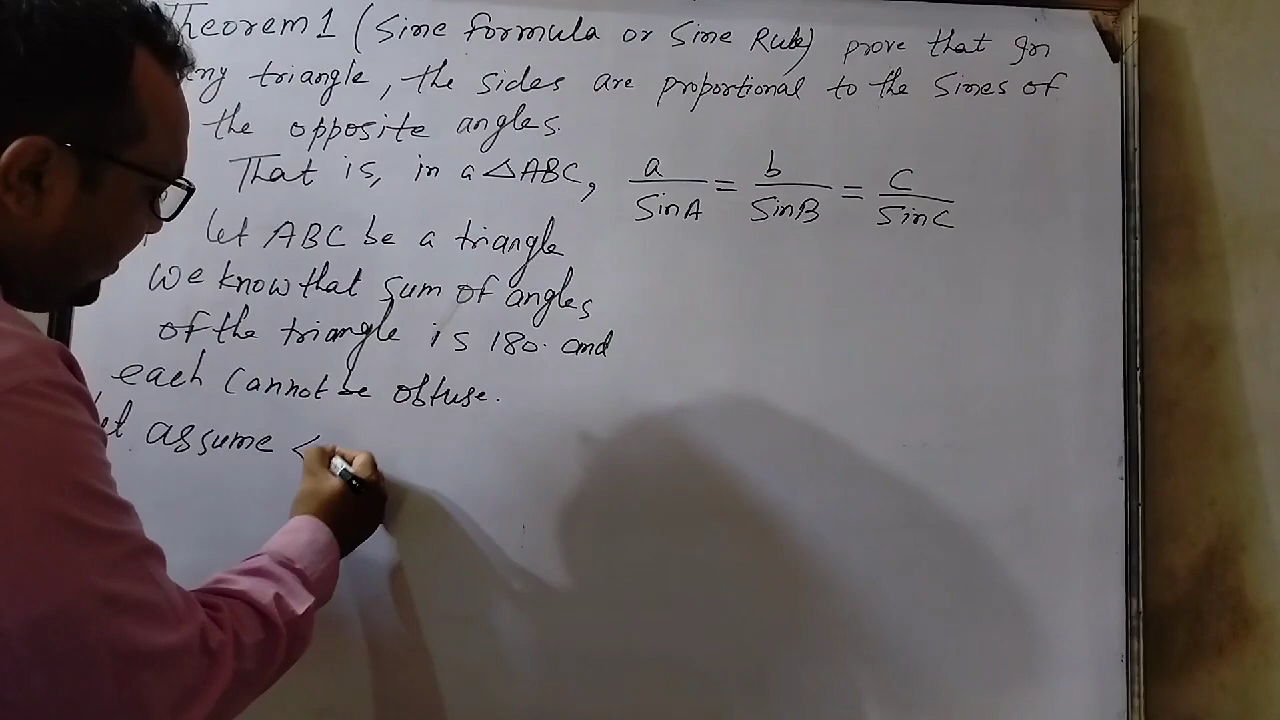 Theorem 1 (Sine formula or Sine Rule) prove that In
any triangle, the sides are proportional to the Sines of
the opposite angles.
That is, in a △ABC, a/SinA = b/SinB = c/SinC
let ABC be a triangle
we know that sum of angles
of the triangle is 180. and
each cannot be obtuse.
let assume <